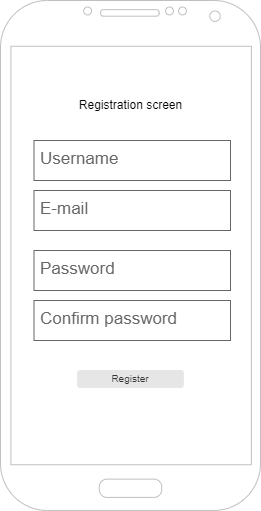 Registration screen
Username
E-mail
Password
Confirm password
Register